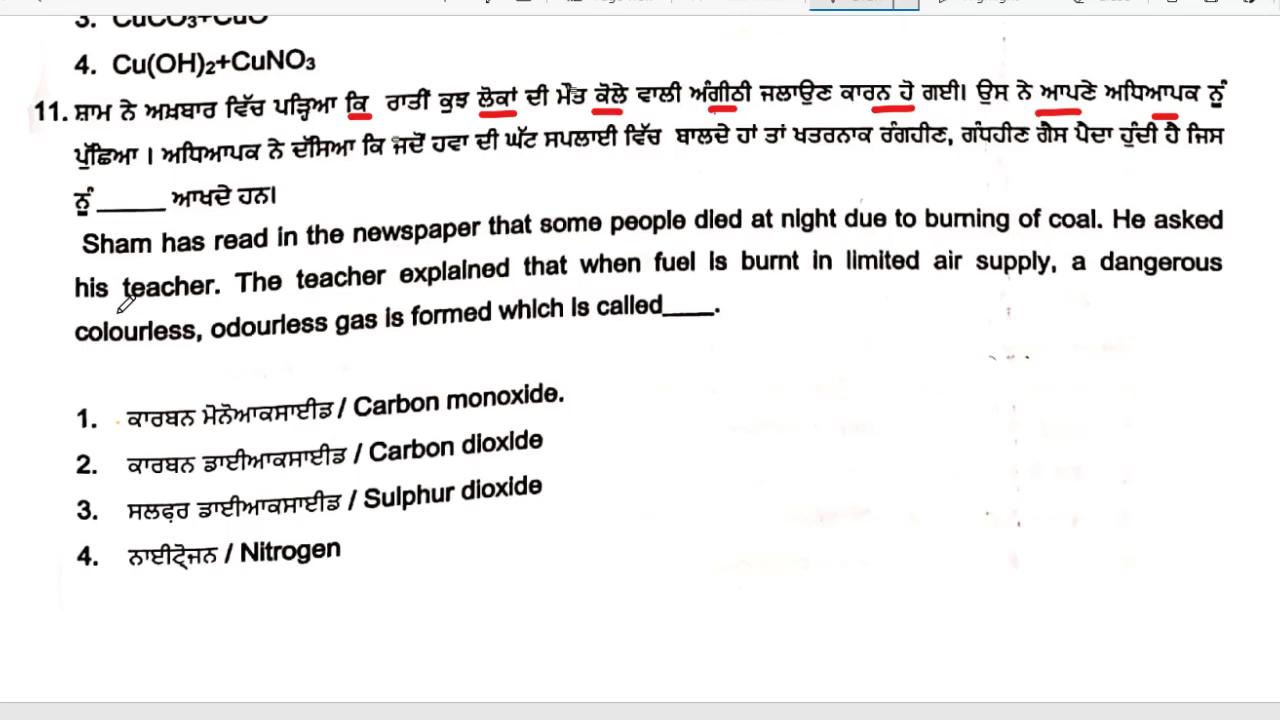 3. CuCO₃+CuO
4. Cu(OH)₂+CuNO₃
11. ਸ਼ਾਮ ਨੇ ਅਖ਼ਬਾਰ ਵਿੱਚ ਪੜ੍ਹਿਆ ਕਿ ਰਾਤੀਂ ਕੁਝ ਲੋਕਾਂ ਦੀ ਮੌਤ ਕੋਲੇ ਵਾਲੀ ਅੰਗੀਠੀ ਜਲਾਉਣ ਕਾਰਨ ਹੋ ਗਈ। ਉਸ ਨੇ ਆਪਣੇ ਅਧਿਆਪਕ ਨੂੰ
ਪੁੱਛਿਆ । ਅਧਿਆਪਕ ਨੇ ਦੱਸਿਆ ਕਿ ਜਦੋਂ ਹਵਾ ਦੀ ਘੱਟ ਸਪਲਾਈ ਵਿੱਚ ਬਾਲਦੇ ਹਾਂ ਤਾਂ ਖਤਰਨਾਕ ਰੰਗਹੀਣ, ਗੰਧਹੀਣ ਗੈਸ ਪੈਦਾ ਹੁੰਦੀ ਹੈ ਜਿਸ
ਨੂੰ _____ ਆਖਦੇ ਹਨ।
Sham has read in the newspaper that some people died at night due to burning of coal. He asked
his teacher. The teacher explained that when fuel is burnt in limited air supply, a dangerous
colourless, odourless gas is formed which is called____.
1. ਕਾਰਬਨ ਮੋਨੋਆਕਸਾਈਡ / Carbon monoxide.
2. ਕਾਰਬਨ ਡਾਈਆਕਸਾਈਡ / Carbon dioxide
3. ਸਲਫ਼ਰ ਡਾਈਆਕਸਾਈਡ / Sulphur dioxide
4. ਨਾਈਟ੍ਰੋਜਨ / Nitrogen